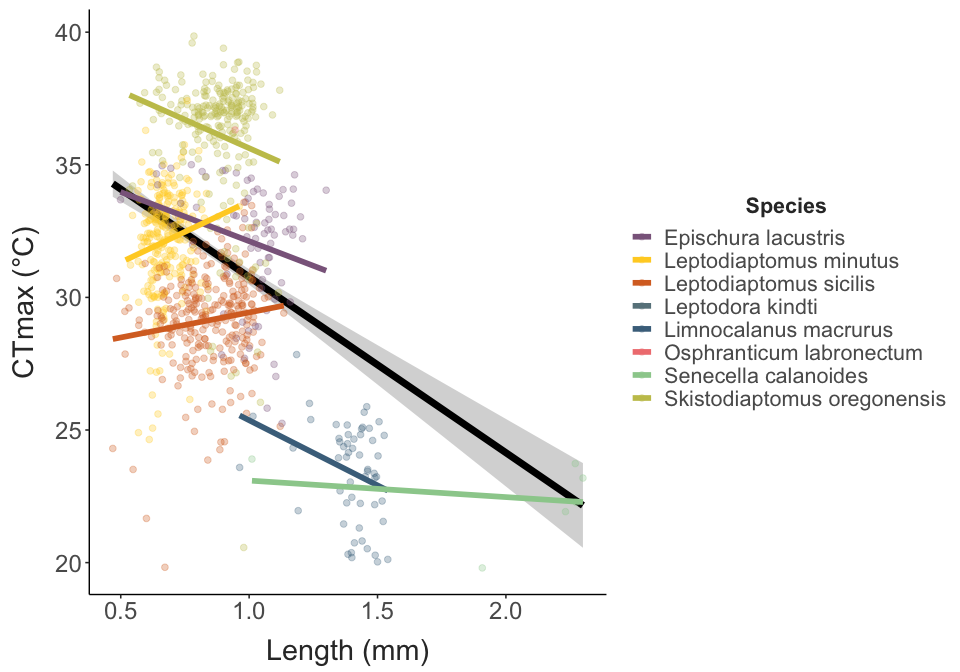 40
35
30
25
20
CTmax (°C)
0.5 1.0 1.5 2.0
Length (mm)
Species
Epischura lacustris
Leptodiaptomus minutus
Leptodiaptomus sicilis
Leptodora kindti
Limnocalanus macrurus
Osphranticum labronectum
Senecella calanoides
Skistodiaptomus oregonensis